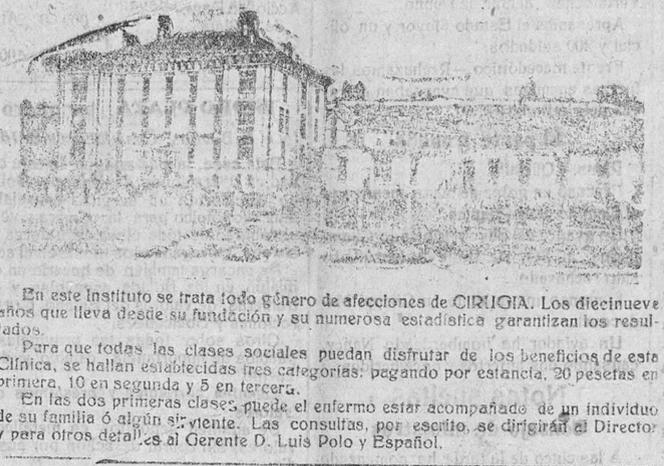 En este Instituto se trata todo género de afecciones de CIRUGIA. Los diecinueve
años que lleva desde su fundación y su numerosa estadística garantizan los resul-
tados.
Para que todas las clases sociales puedan disfrutar de los beneficios de esta
Clínica, se hallan establecidas tres categorías: pagando por estancia, 20 pesetas en
primera, 10 en segunda y 5 en tercera.
En las dos primeras clases puede el enfermo estar acompañado de un individuo
de su familia ó algún sirviente. Las consultas, por escrito, se dirigirán al Director
y para otros detalles al Gerente D. Luis Polo y Español.